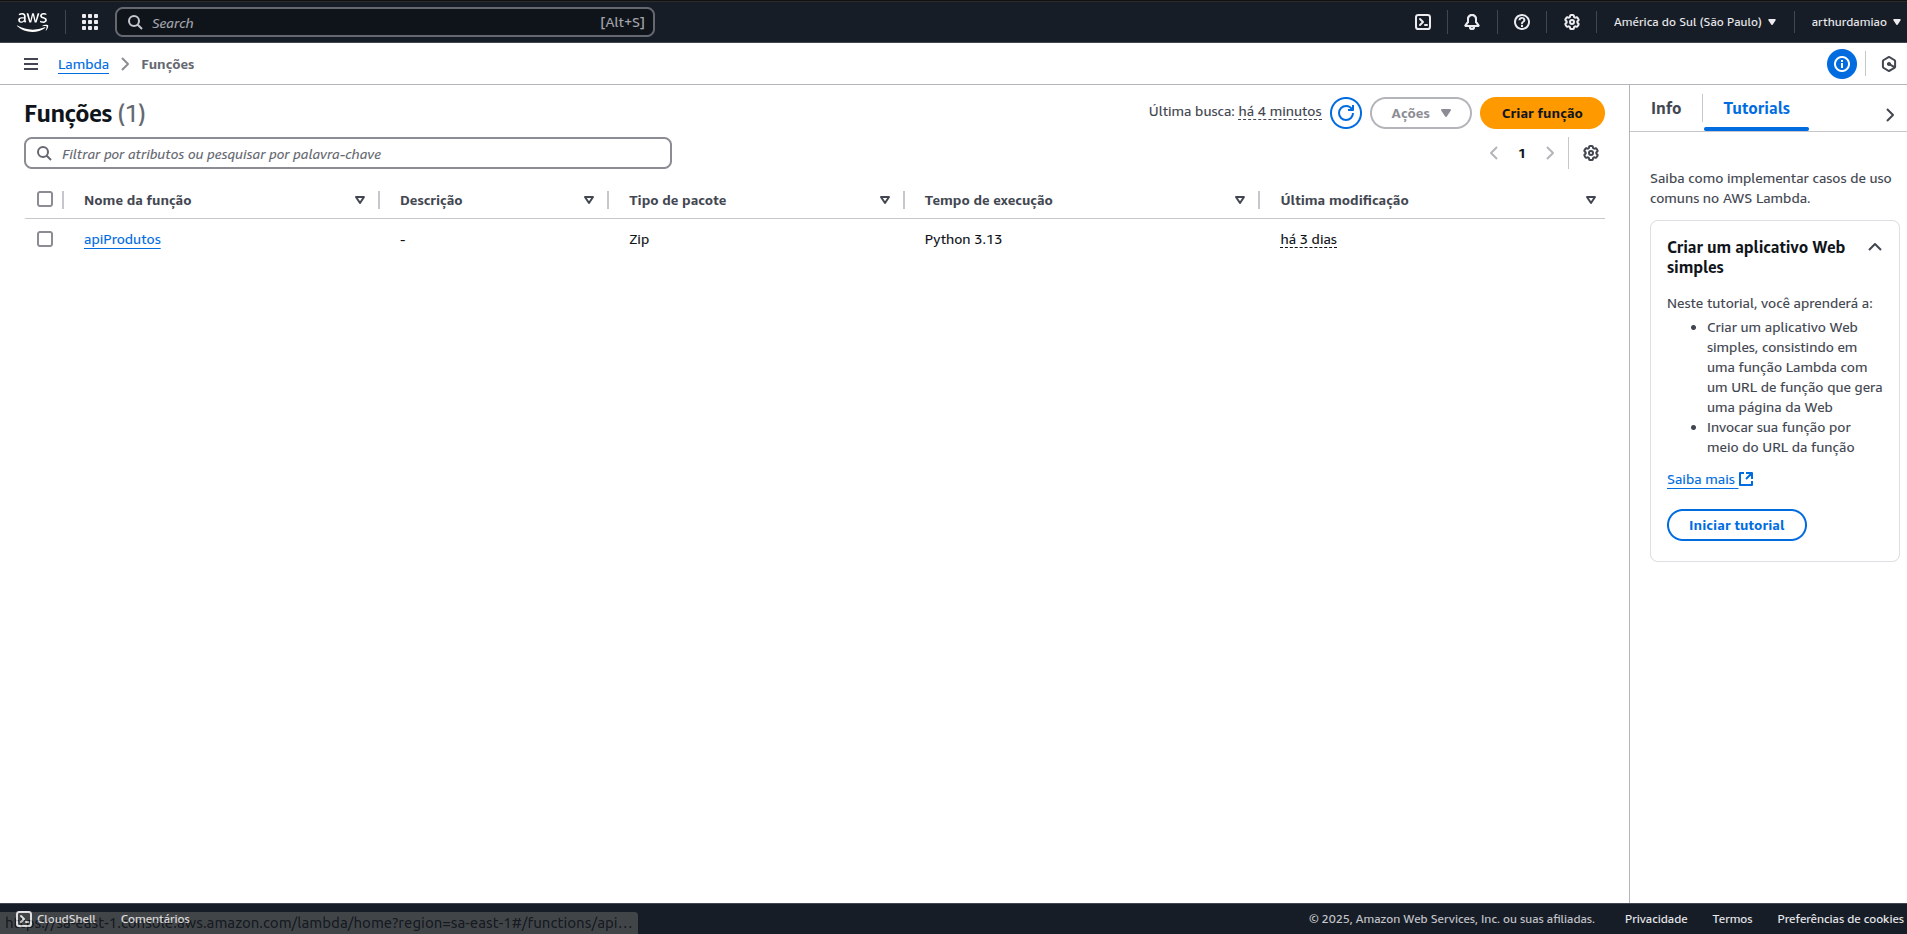 aws
Search [Alt+S]
América do Sul (São Paulo)
arthurdamiao
Lambda Funções
Funções (1)
Última busca: há 4 minutos
Ações
Criar função
Filtrar por atributos ou pesquisar por palavra-chave
1
Nome da função Descrição Tipo de pacote Tempo de execução Última modificação
apiProdutos - Zip Python 3.13 há 3 dias
Info
Tutorials
Saiba como implementar casos de uso
comuns no AWS Lambda.
Criar um aplicativo Web
simples
Neste tutorial, você aprenderá a:
• Criar um aplicativo Web
simples, consistindo em
uma função Lambda com
um URL de função que gera
uma página da Web
• Invocar sua função por
meio do URL da função
Saiba mais
Iniciar tutorial
CloudShell Comentários
https://sa-east-1.console.aws.amazon.com/lambda/home?region=sa-east-1#/functions/api…
© 2025, Amazon Web Services, Inc. ou suas afiliadas. Privacidade Termos Preferências de cookies